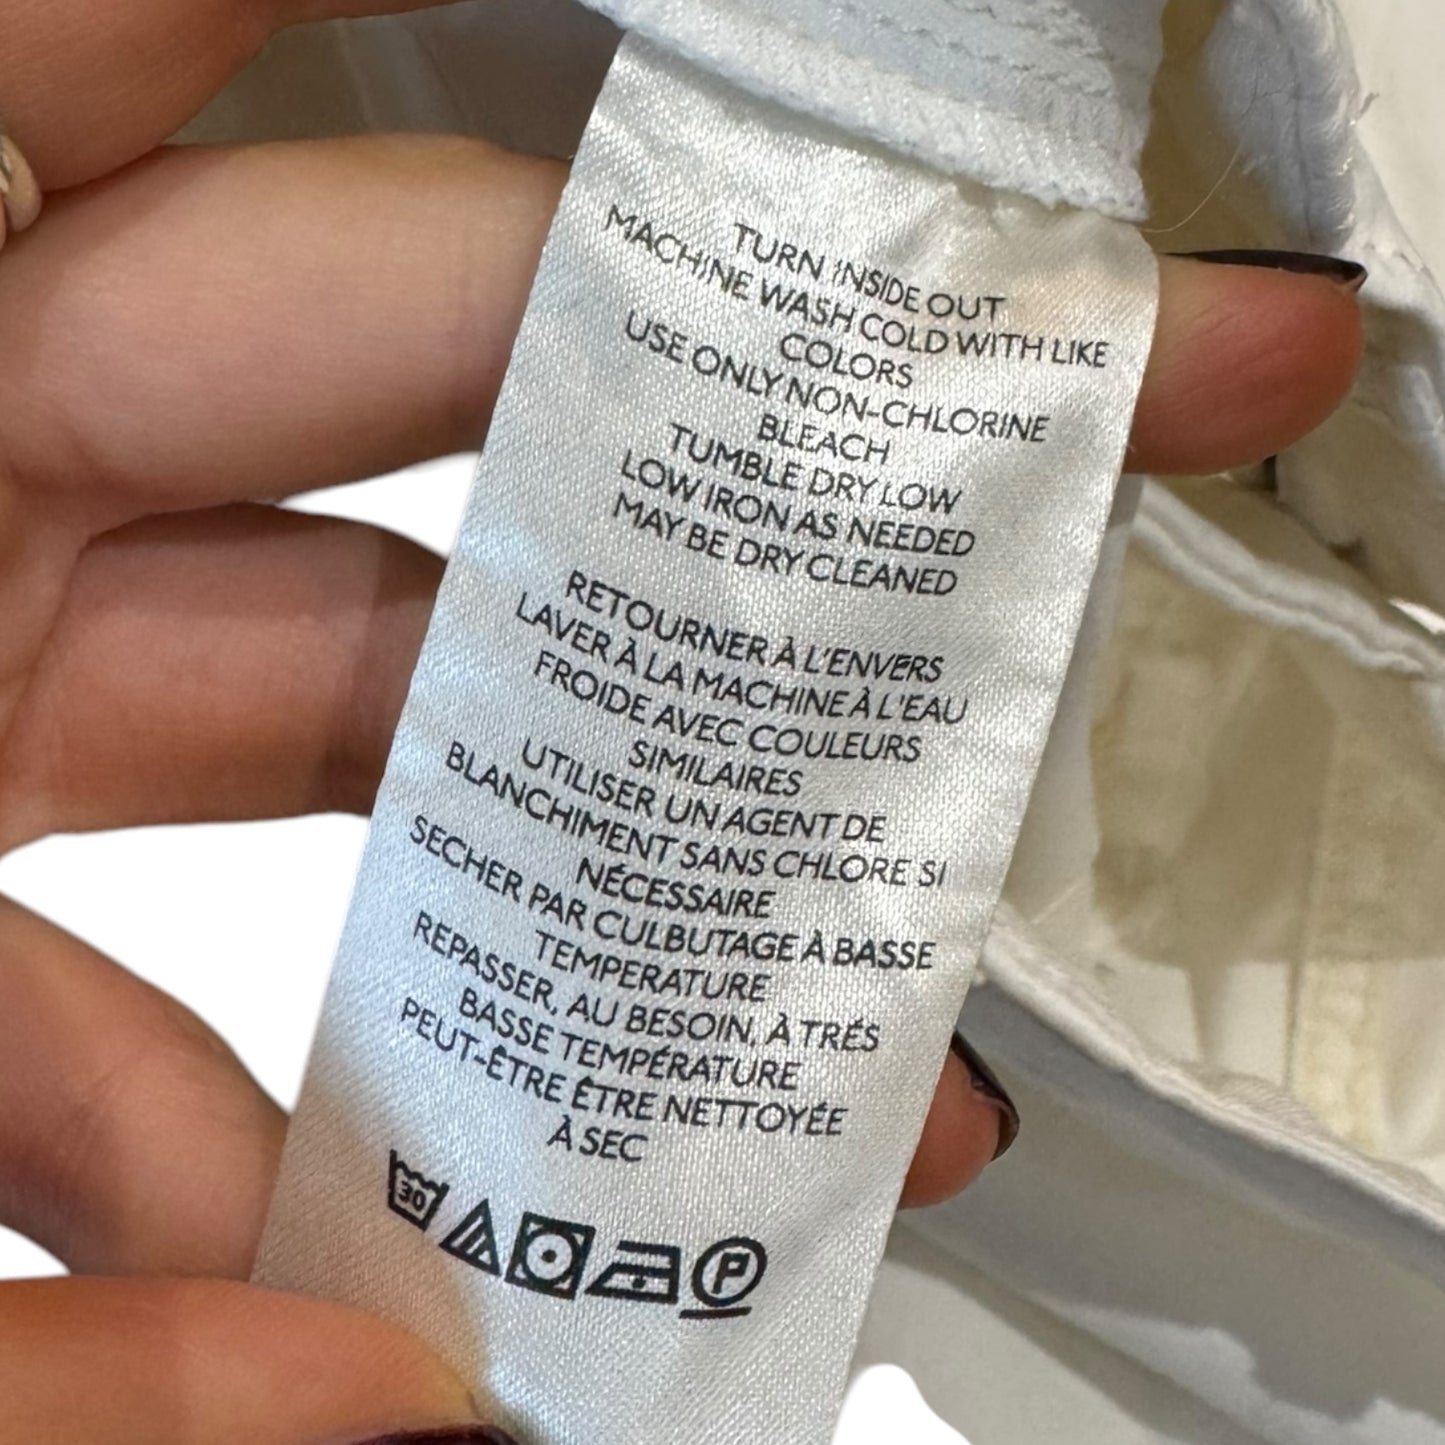 TURN INSIDE OUT
MACHINE WASH COLD WITH LIKE
COLORS
USE ONLY NON-CHLORINE
BLEACH
TUMBLE DRY LOW
LOW IRON AS NEEDED
MAY BE DRY CLEANED
RETOURNER À L'ENVERS
LAVER À LA MACHINE À L'EAU
FROIDE AVEC COULEURS
SIMILAIRES
UTILISER UN AGENT DE
BLANCHIMENT SANS CHLORE SI
NÉCESSAIRE
SECHER PAR CULBUTAGE À BASSE
TEMPERATURE
REPASSER, AU BESOIN, À TRÉS
BASSE TEMPÉRATURE
PEUT-ÊTRE ÊTRE NETTOYÉE
À SEC
30 P